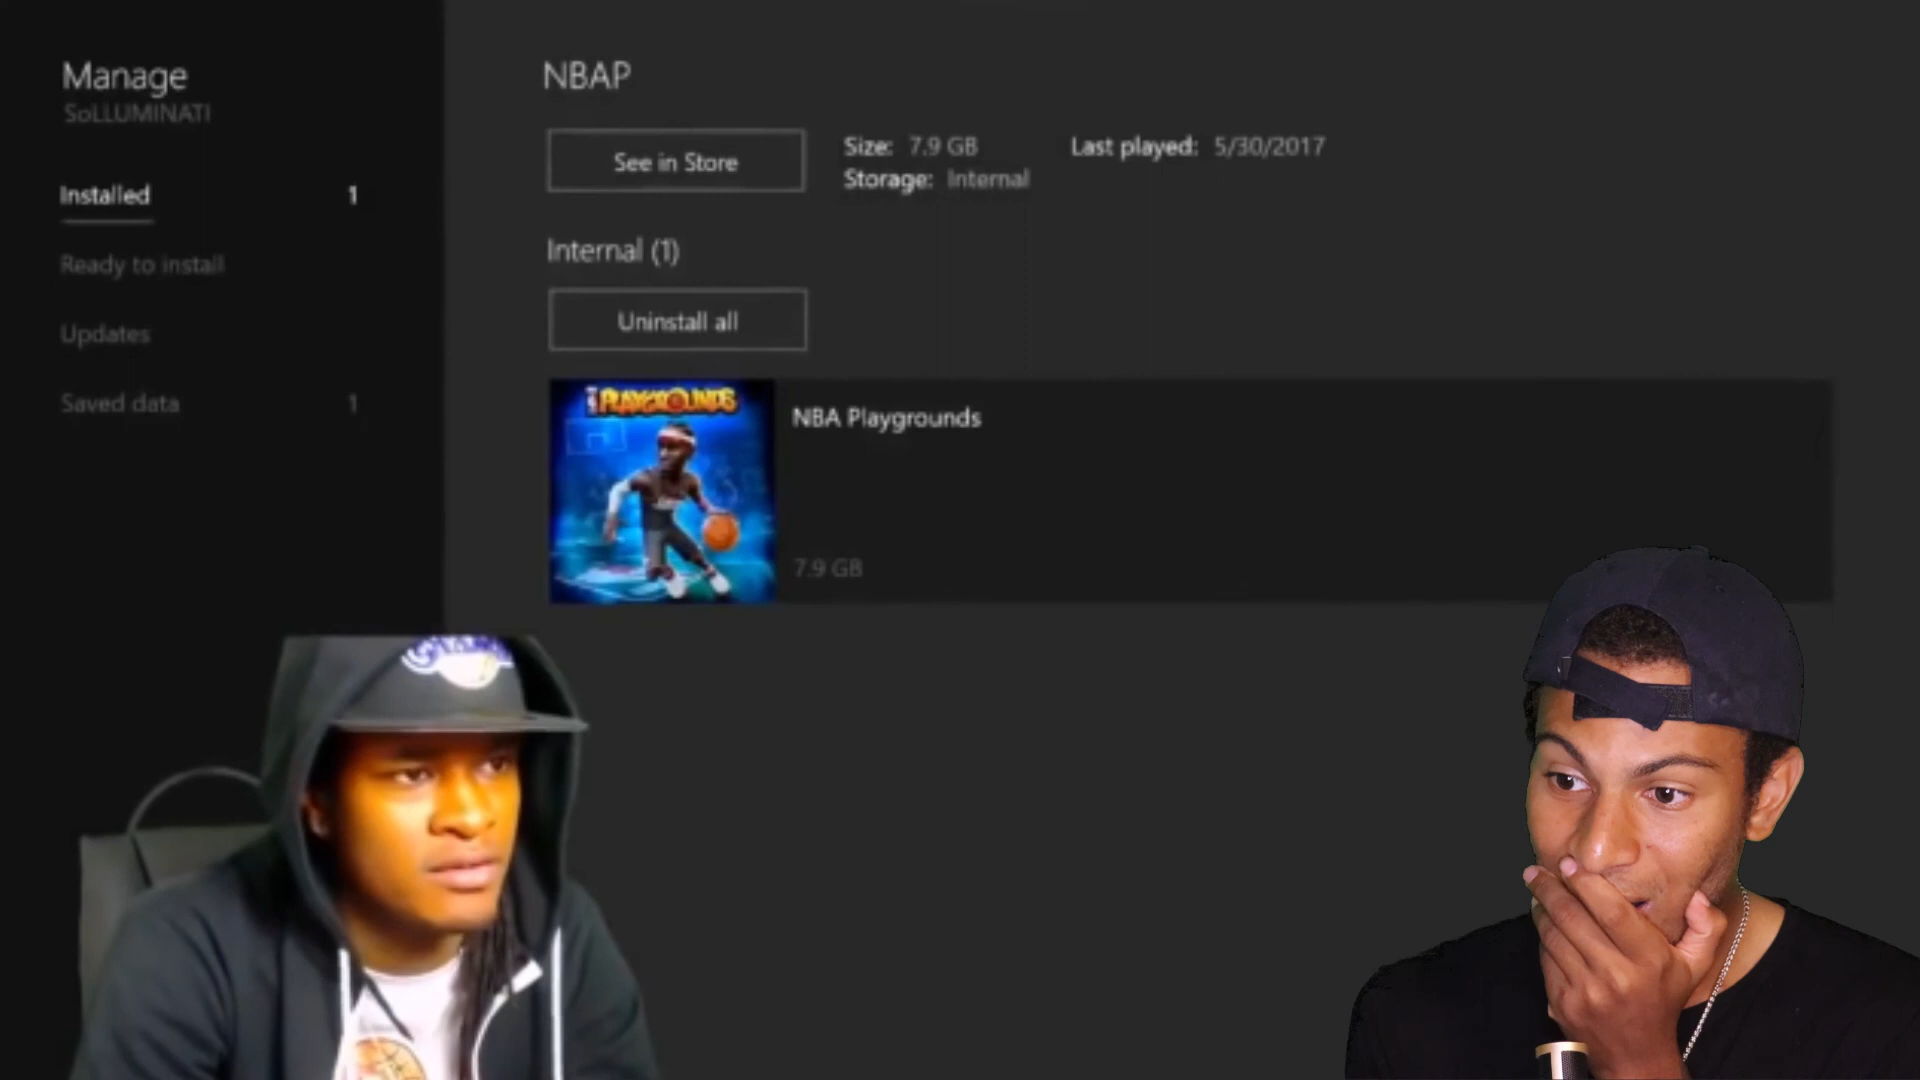 Manage
SoLLUMINATI
Installed 1
Ready to install
Updates
Saved data 1
NBAP
See in Store
Size: 7.9 GB
Storage: Internal
Last played: 5/30/2017
Internal (1)
Uninstall all
PLAYGROUNDS
NBA Playgrounds
7.9 GB